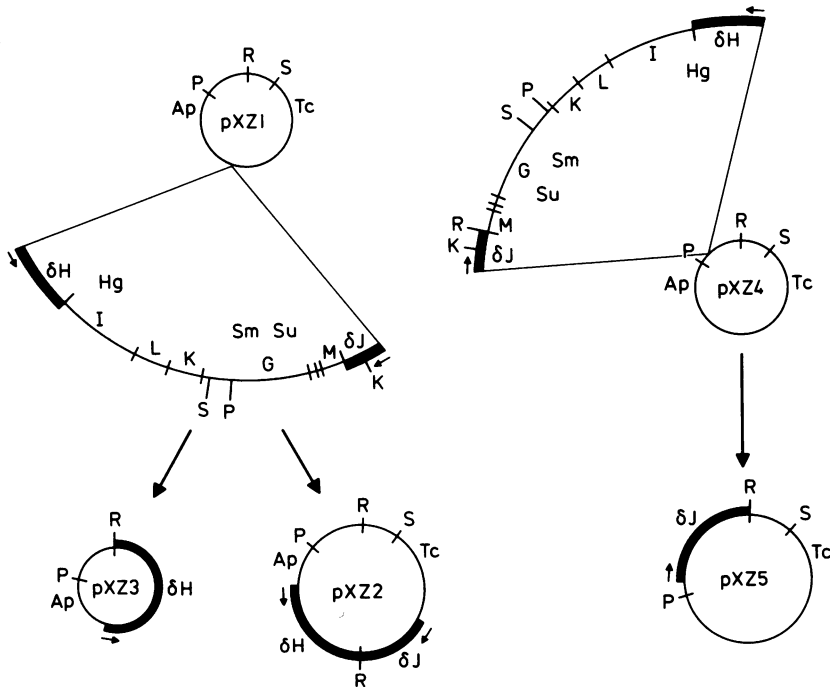 R
S
P
Ap
pXZ1
Tc
δH
Hg
I
L
K
S
P
Sm Su
G
M
δJ
K
δH
I
Hg
L
K
P
S
G
Sm
Su
R
M
K
δJ
R
S
P
Ap
pXZ4
Tc
R
P
Ap
pXZ3
δH
R
S
P
Ap
pXZ2
Tc
δH
δJ
R
R
S
δJ
Tc
pXZ5
P